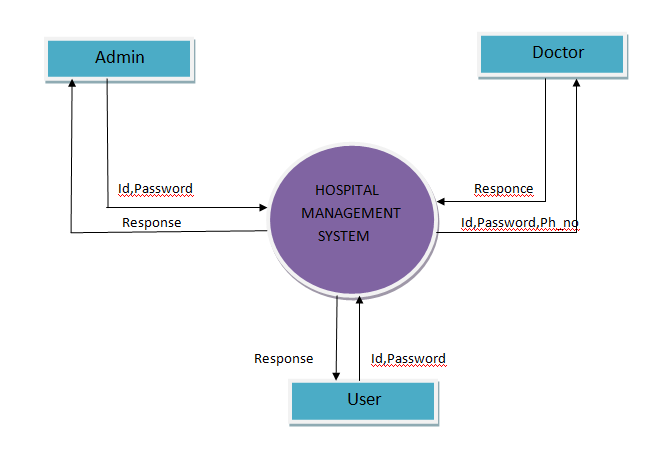 Admin
Doctor
Id,Password
Response
HOSPITAL
MANAGEMENT
SYSTEM
Responce
Id,Password,Ph_no
Response
Id,Password
User